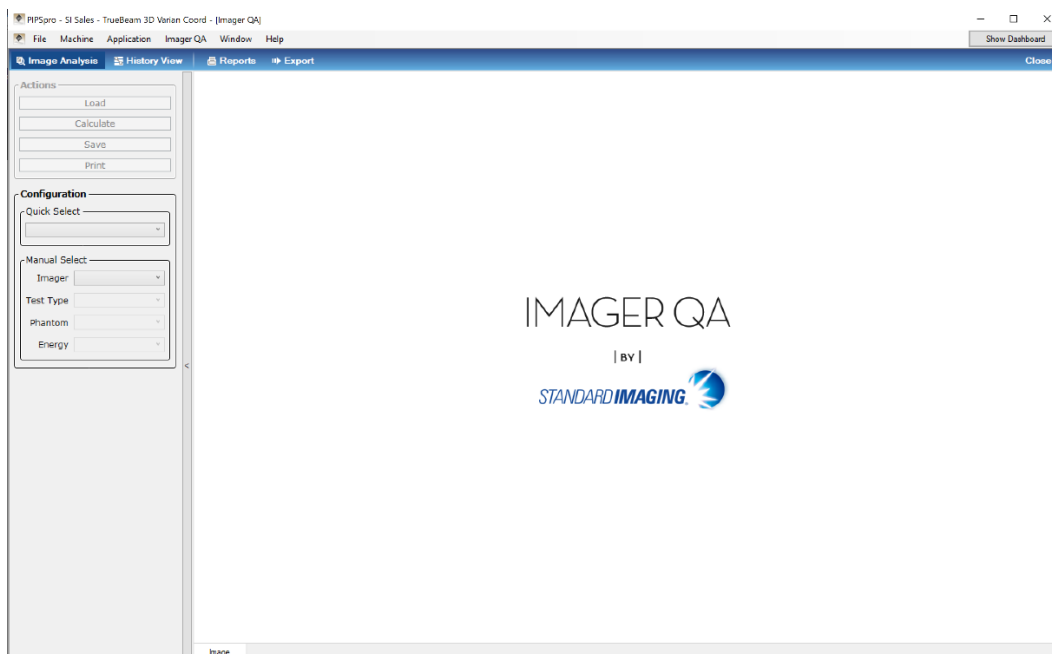 PIPSpro - SI Sales - TrueBeam 3D Varian Coord - [Imager QA]
File Machine Application Imager QA Window Help Show Dashboard
Image Analysis History View Reports Export Close
Actions
Load
Calculate
Save
Print
Configuration
Quick Select
Manual Select
Imager
Test Type
Phantom
Energy
<
IMAGER QA
| BY |
STANDARD IMAGING®
Image